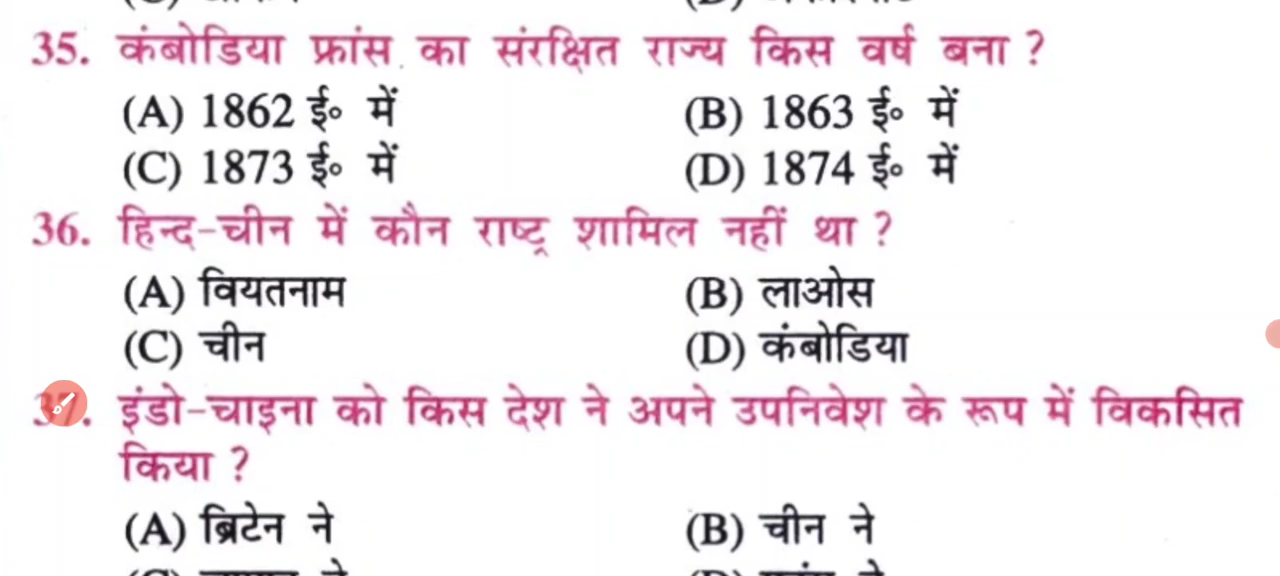 35. कंबोडिया फ्रांस का संरक्षित राज्य किस वर्ष बना ?
(A) 1862 ई० में (B) 1863 ई० में
(C) 1873 ई० में (D) 1874 ई० में
36. हिन्द-चीन में कौन राष्ट्र शामिल नहीं था ?
(A) वियतनाम (B) लाओस
(C) चीन (D) कंबोडिया
37. इंडो-चाइना को किस देश ने अपने उपनिवेश के रूप में विकसित
किया ?
(A) ब्रिटेन ने (B) चीन ने